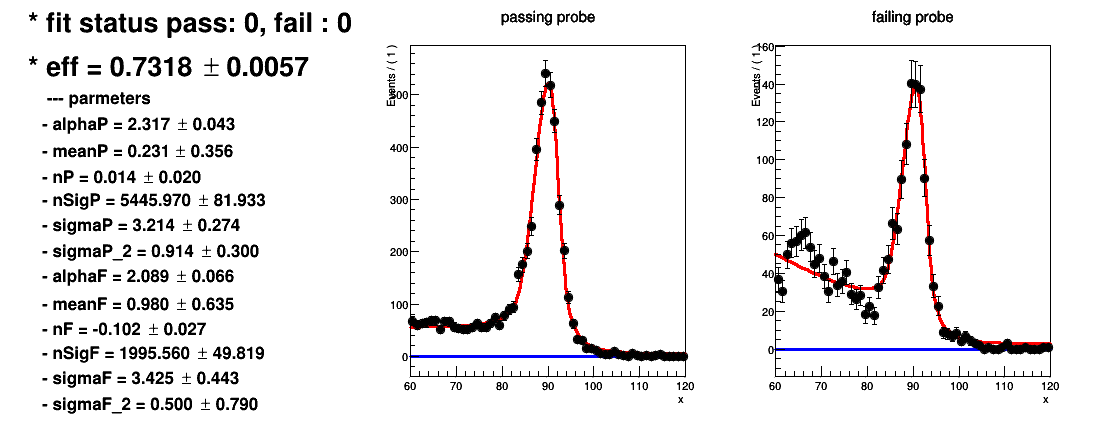 * fit status pass: 0, fail : 0
* eff = 0.7318 ± 0.0057
--- parmeters
- alphaP = 2.317 ± 0.043
- meanP = 0.231 ± 0.356
- nP = 0.014 ± 0.020
- nSigP = 5445.970 ± 81.933
- sigmaP = 3.214 ± 0.274
- sigmaP_2 = 0.914 ± 0.300
- alphaF = 2.089 ± 0.066
- meanF = 0.980 ± 0.635
- nF = -0.102 ± 0.027
- nSigF = 1995.560 ± 49.819
- sigmaF = 3.425 ± 0.443
- sigmaF_2 = 0.500 ± 0.790
passing probe
Events / ( 1 )
500
400
300
200
100
0
60 70 80 90 100 110 120
x
failing probe
Events / ( 1 )
160
140
120
100
80
60
40
20
0
60 70 80 90 100 110 120
x